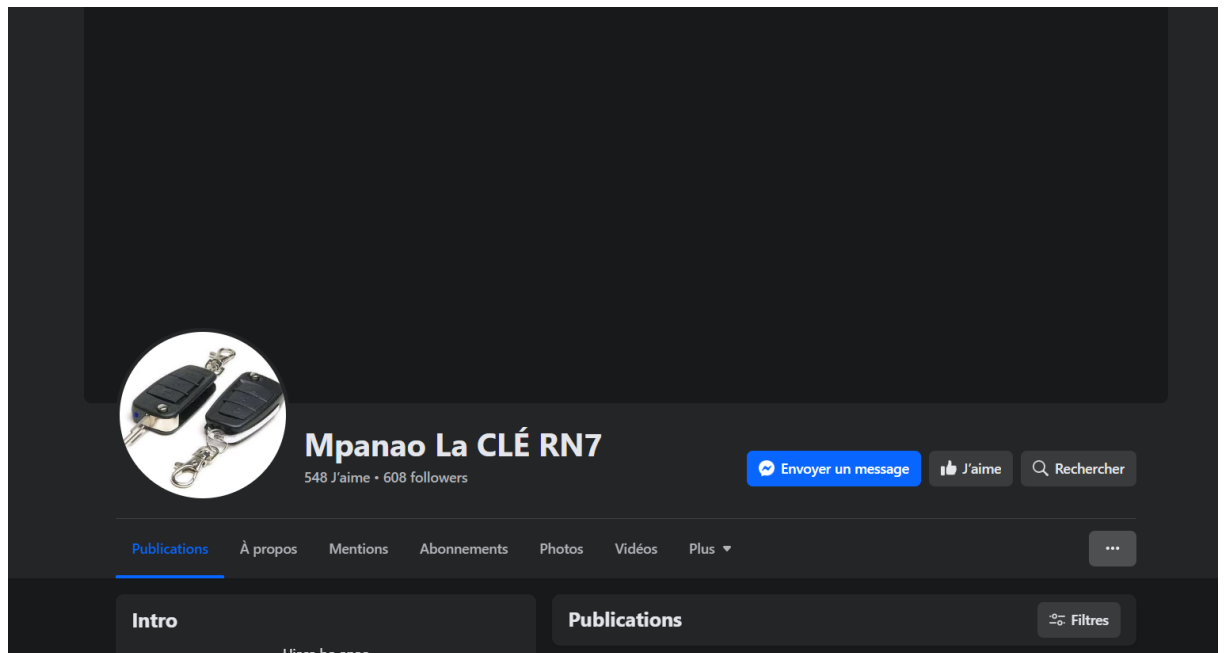 Mpanao La CLÉ RN7
548 J’aime • 608 followers
Envoyer un message
J’aime
Rechercher
Publications
À propos
Mentions
Abonnements
Photos
Vidéos
Plus
Intro
Publications
Filtres